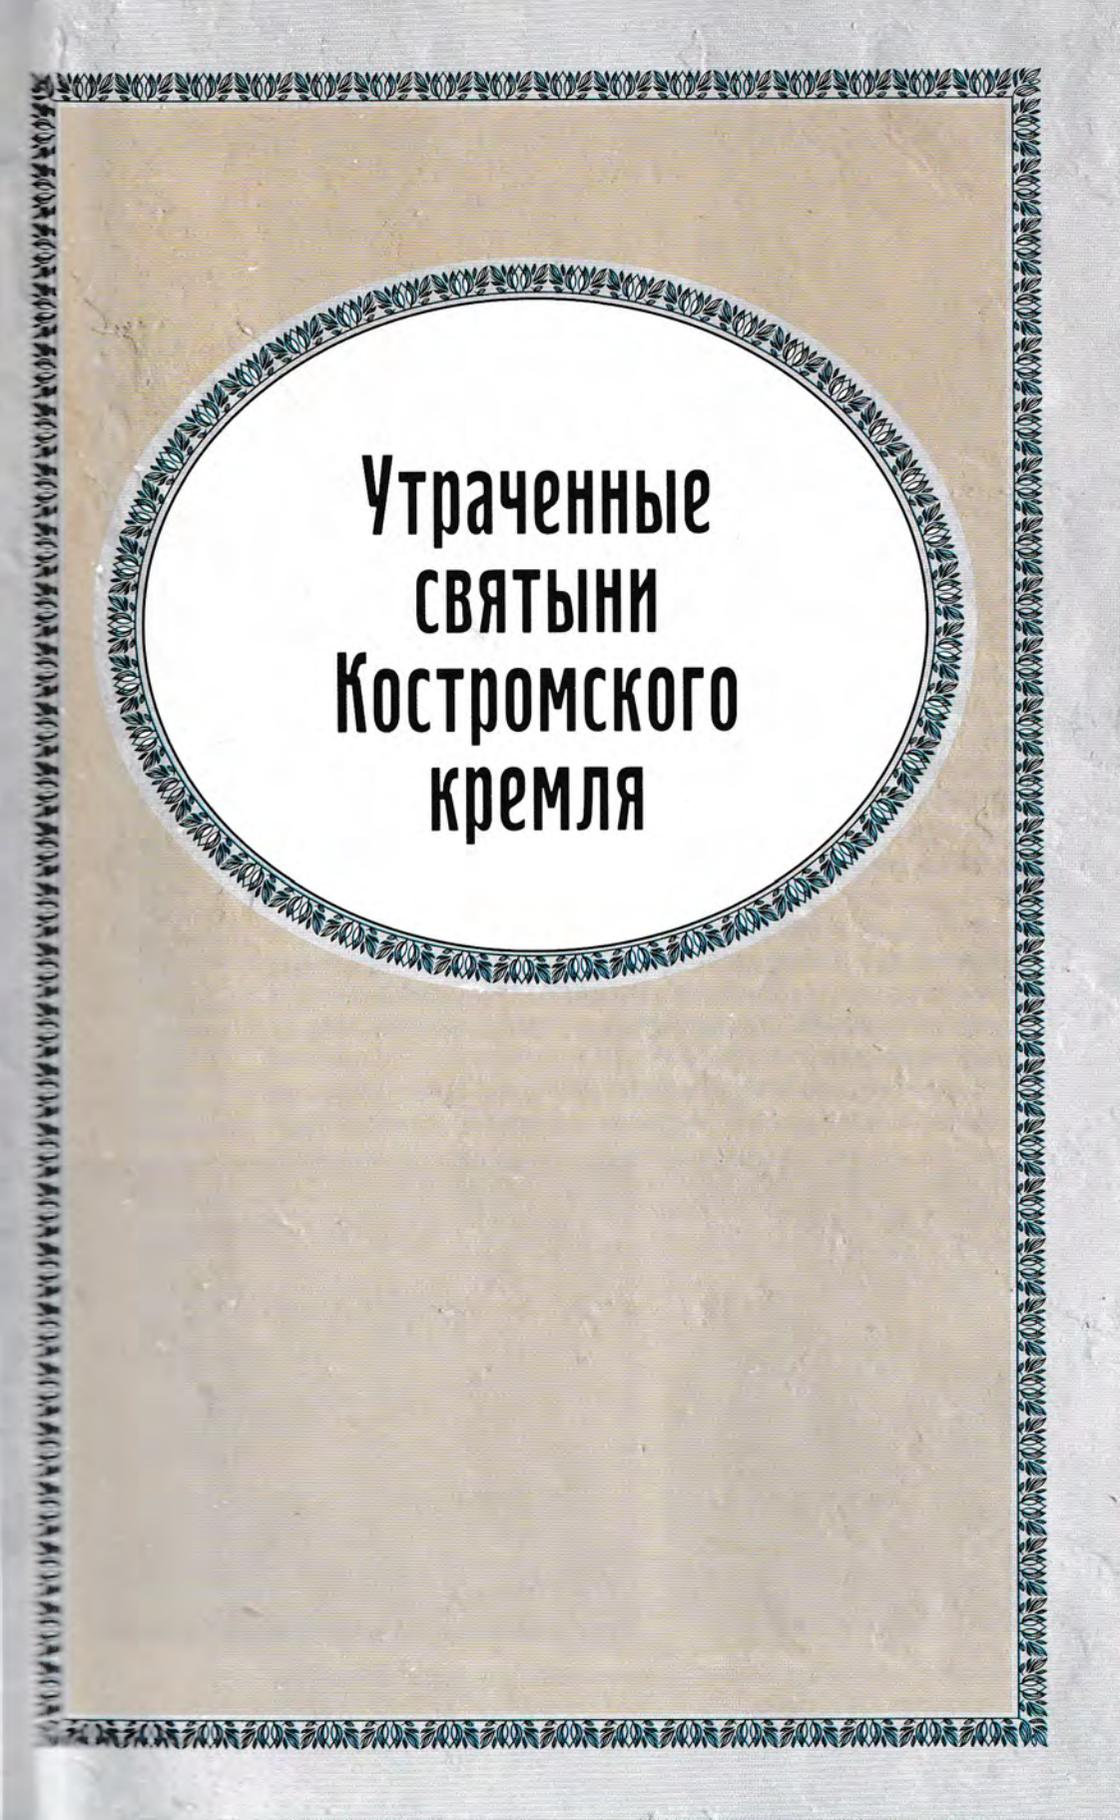 Утраченные
святыни
Костромского
кремля